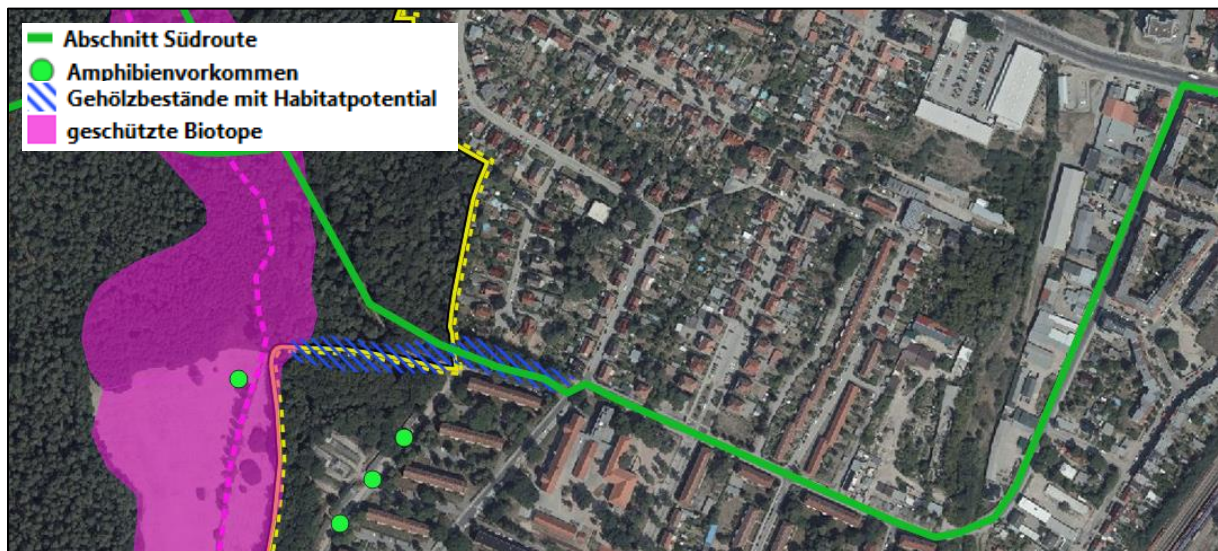 Abschnitt Südroute
Amphibienvorkommen
Gehölzbestände mit Habitatpotential
geschützte Biotope